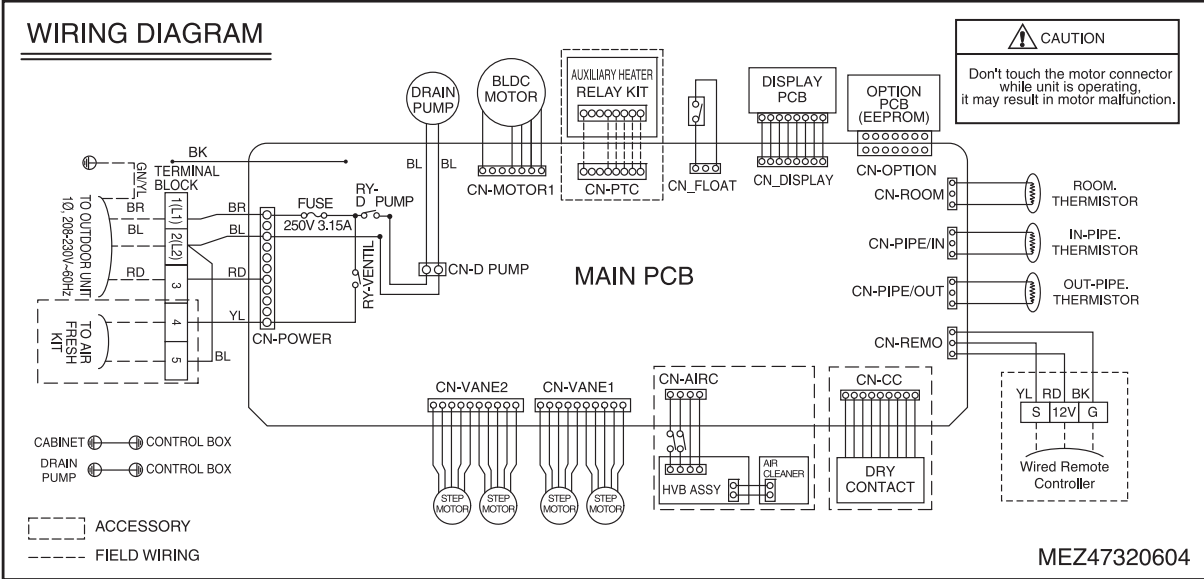 WIRING DIAGRAM
CAUTION
Don't touch the motor connector
while unit is operating,
it may result in motor malfunction.
DRAIN
PUMP
BLDC
MOTOR
AUXILIARY HEATER
RELAY KIT
DISPLAY
PCB
OPTION
PCB
(EEPROM)
BL
BL
CN-MOTOR1
CN-PTC
CN_FLOAT
CN_DISPLAY
CN-OPTION
BK
GN/YL
TERMINAL
BLOCK
TO OUTDOOR UNIT
1Ø, 208-230V~60Hz
BR
BL
RD
1(L1)
2(L2)
3
4
5
BR
BL
RD
YL
BL
TO AIR
FRESH
KIT
FUSE
250V 3.15A
RY-
D PUMP
RY-VENTIL
CN-D PUMP
CN-POWER
MAIN PCB
CN-ROOM
ROOM.
THERMISTOR
CN-PIPE/IN
IN-PIPE.
THERMISTOR
CN-PIPE/OUT
OUT-PIPE.
THERMISTOR
CN-REMO
YL RD BK
S 12V G
Wired Remote
Controller
CN-VANE2
CN-VANE1
STEP
MOTOR
STEP
MOTOR
STEP
MOTOR
STEP
MOTOR
CN-AIRC
HVB ASSY
AIR
CLEANER
CN-CC
DRY
CONTACT
CABINET
CONTROL BOX
DRAIN
PUMP
CONTROL BOX
ACCESSORY
FIELD WIRING
MEZ47320604